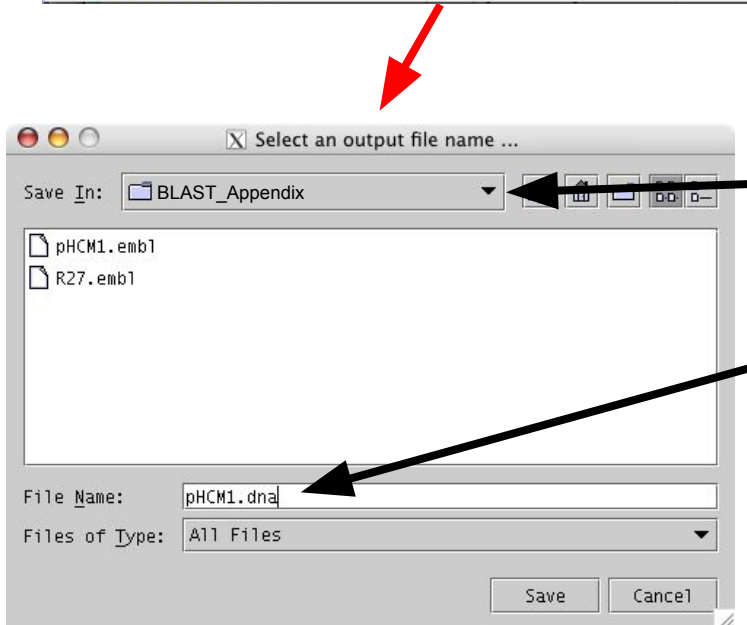 Select an output file name ...
Save In: BLAST_Appendix
pHCM1.embl
R27.embl
File Name: pHCM1.dna
Files of Type: All Files
Save Cancel